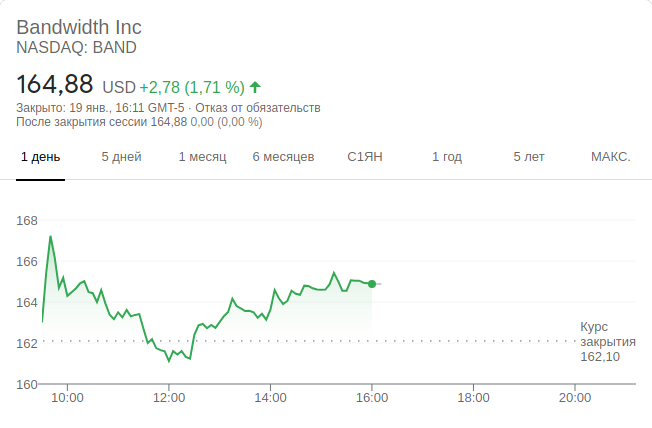 Bandwidth Inc
NASDAQ: BAND
164,88 USD +2,78 (1,71 %)
Закрыто: 19 янв., 16:11 GMT-5 · Отказ от обязательств
После закрытия сессии 164,88 0,00 (0,00 %)
1 день 5 дней 1 месяц 6 месяцев С1ЯН 1 год 5 лет МАКС.
168
166
164
162
160
Курс
закрытия
162,10
10:00 12:00 14:00 16:00 18:00 20:00